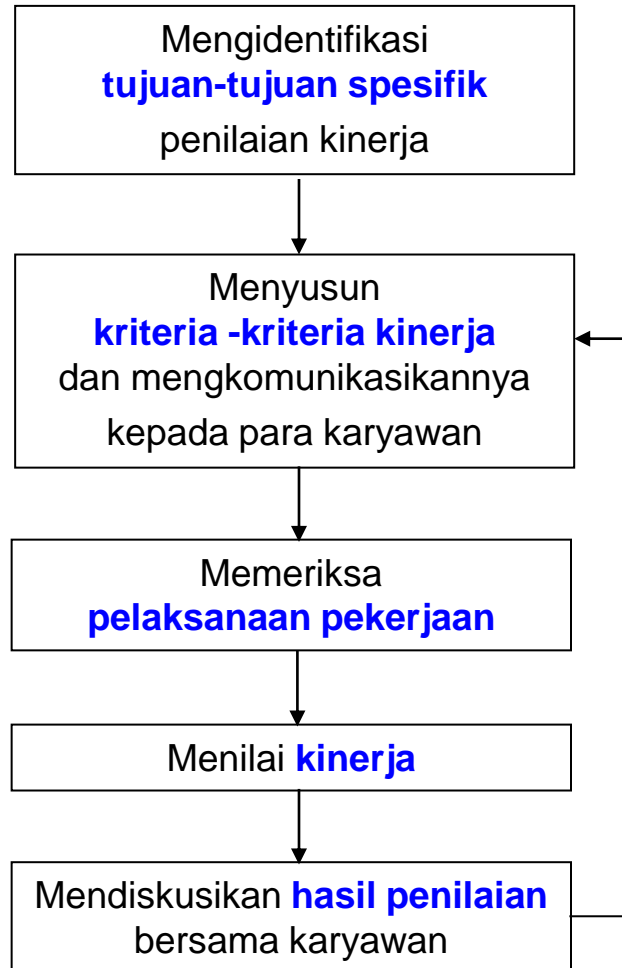 Mengidentifikasi
tujuan-tujuan spesifik
penilaian kinerja
Menyusun
kriteria -kriteria kinerja
dan mengkomunikasikannya
kepada para karyawan
Memeriksa
pelaksanaan pekerjaan
Menilai kinerja
Mendiskusikan hasil penilaian
bersama karyawan